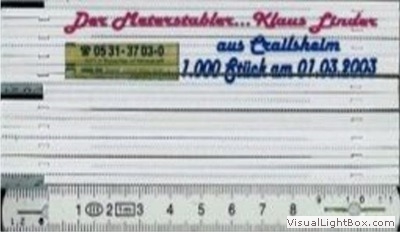 Der Meterstabler... Klaus Linder
aus Crailsheim
☎ 05 31-37 03-0
1.000 Stück am 01.03.2003
1 2 1m 3 4 5 6 7 8
VisualLightBox.com